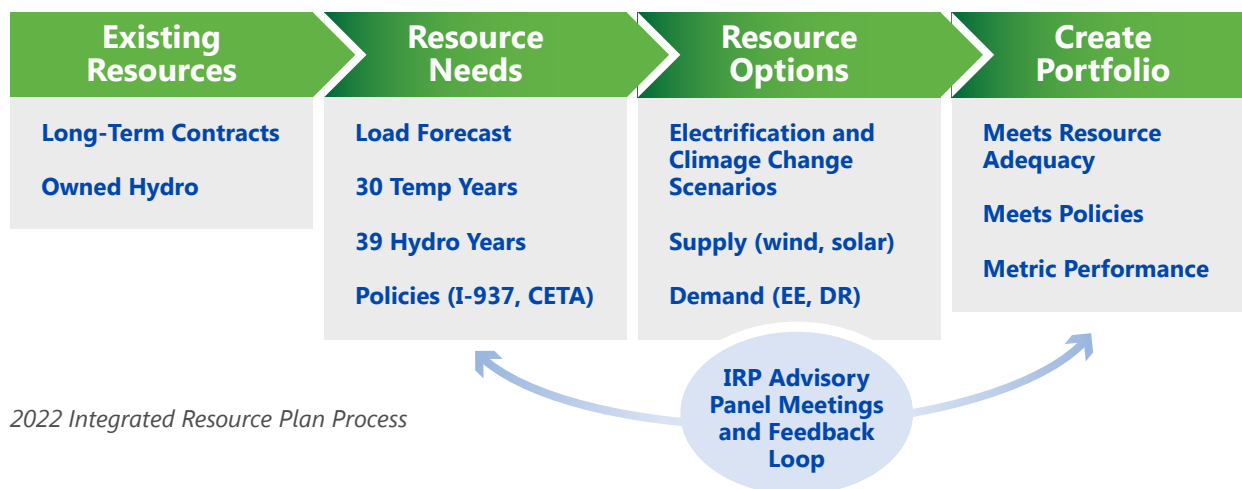 Existing
Resources
Long-Term Contracts
Owned Hydro
Resource
Needs
Load Forecast
30 Temp Years
39 Hydro Years
Policies (I-937, CETA)
Resource
Options
Electrification and
Climage Change
Scenarios
Supply (wind, solar)
Demand (EE, DR)
Create
Portfolio
Meets Resource
Adequacy
Meets Policies
Metric Performance
IRP Advisory
Panel Meetings
and Feedback
Loop
2022 Integrated Resource Plan Process